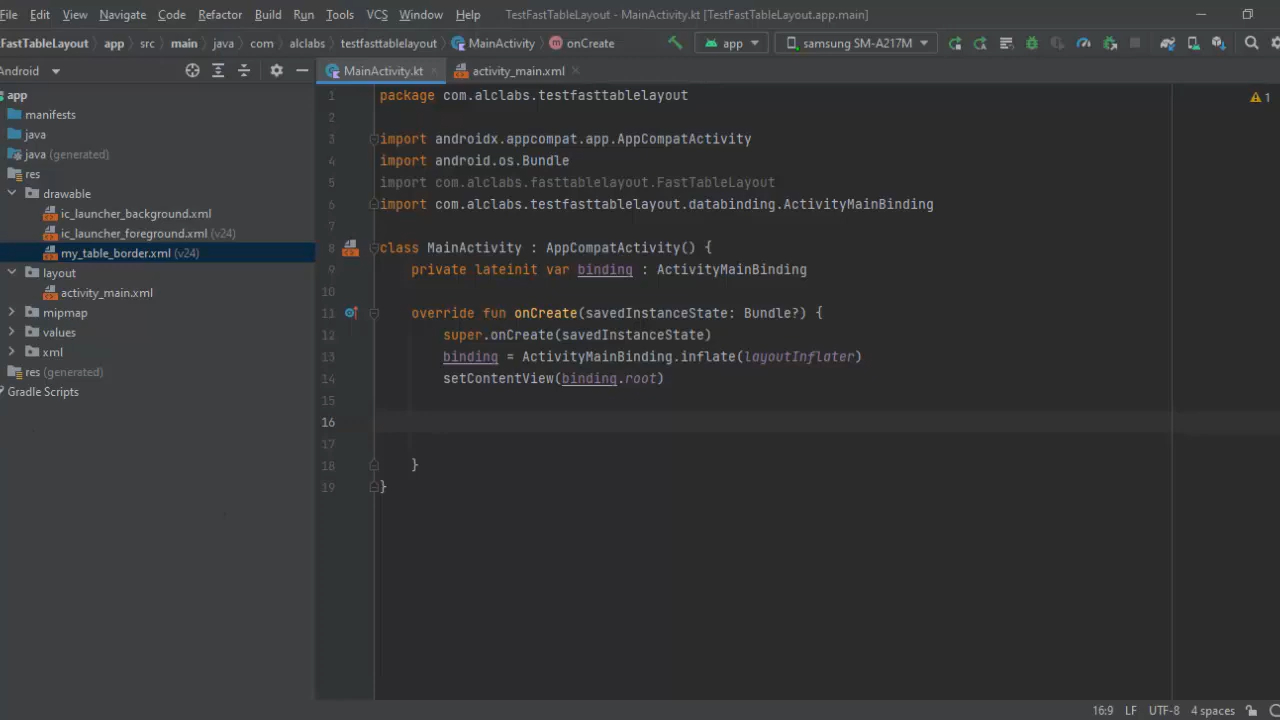 File Edit View Navigate Code Refactor Build Run Tools VCS Window Help TestFastTableLayout - MainActivity.kt [TestFastTableLayout.app.main]
FastTableLayout app src main java com alclabs testfasttablelayout MainActivity onCreate app samsung SM-A217M
Android MainActivity.kt activity_main.xml
app
manifests
java
java (generated)
res
drawable
ic_launcher_background.xml
ic_launcher_foreground.xml (v24)
my_table_border.xml (v24)
layout
activity_main.xml
mipmap
values
xml
res (generated)
Gradle Scripts
1 package com.alclabs.testfasttablelayout
2
3 import androidx.appcompat.app.AppCompatActivity
4 import android.os.Bundle
5 import com.alclabs.fasttablelayout.FastTableLayout
6 import com.alclabs.testfasttablelayout.databinding.ActivityMainBinding
7
8 class MainActivity : AppCompatActivity() {
9 private lateinit var binding : ActivityMainBinding
10
11 override fun onCreate(savedInstanceState: Bundle?) {
12 super.onCreate(savedInstanceState)
13 binding = ActivityMainBinding.inflate(layoutInflater)
14 setContentView(binding.root)
15
16
17
18 }
19 }
1
16:9 LF UTF-8 4 spaces